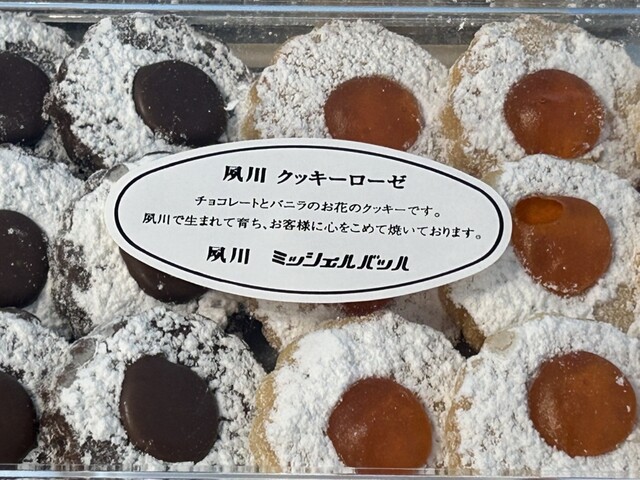 夙川 クッキーローゼ
チョコレートとバニラのお花のクッキーです。
夙川で生まれて育ち、お客様に心をこめて焼いております。
夙川 ミッシェルバッハ